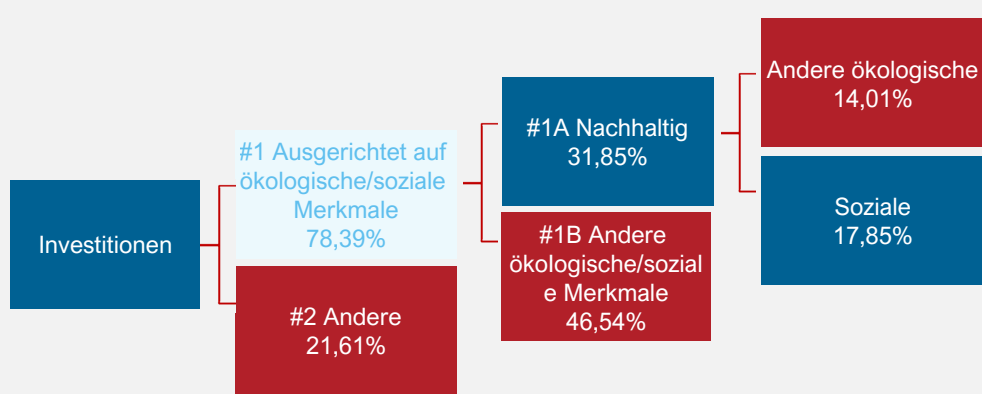 Investitionen
#1 Ausgerichtet auf
ökologische/soziale
Merkmale
78,39%
#2 Andere
21,61%
#1A Nachhaltig
31,85%
#1B Andere
ökologische/sozial
e Merkmale
46,54%
Andere ökologische
14,01%
Soziale
17,85%